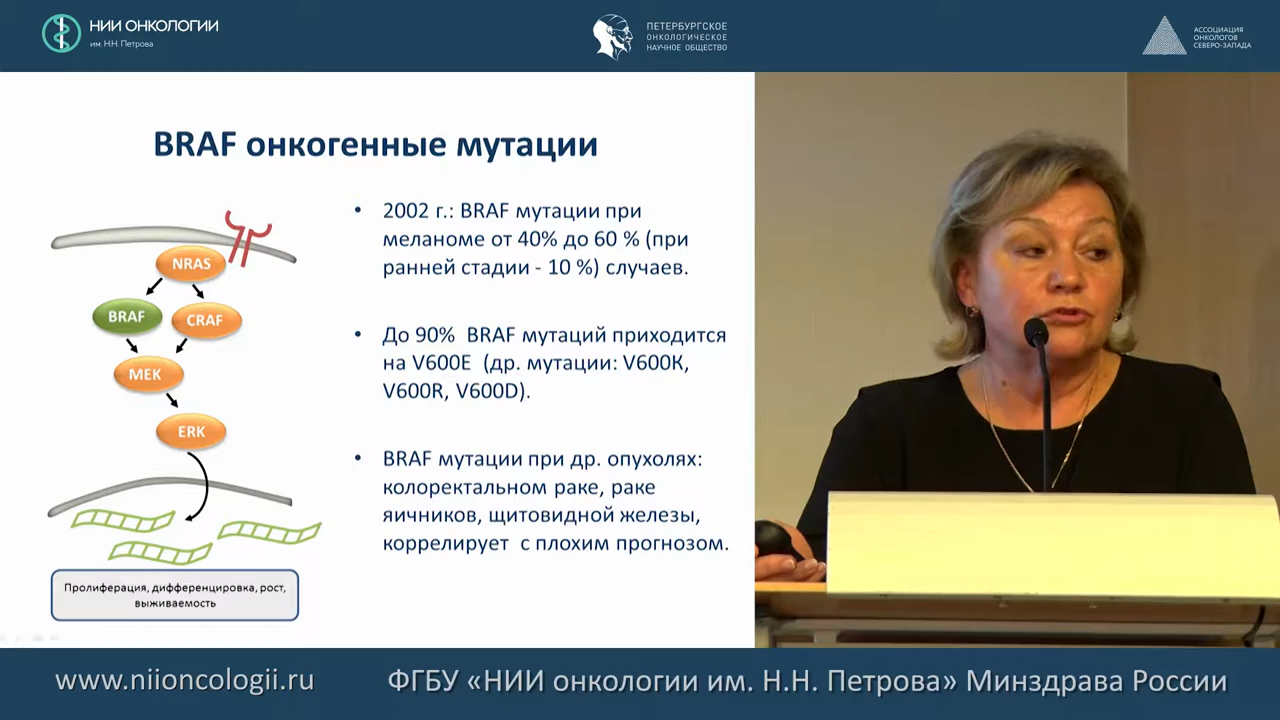 НИИ ОНКОЛОГИИ
им. Н.Н. Петрова
ПЕТЕРБУРГСКОЕ
ОНКОЛОГИЧЕСКОЕ
НАУЧНОЕ ОБЩЕСТВО
АССОЦИАЦИЯ
ОНКОЛОГОВ
СЕВЕРО-ЗАПАДА
BRAF онкогенные мутации
NRAS
BRAF
CRAF
MEK
ERK
Пролиферация, дифференцировка, рост,
выживаемость
• 2002 г.: BRAF мутации при
меланоме от 40% до 60 % (при
ранней стадии - 10 %) случаев.
• До 90% BRAF мутаций приходится
на V600E (др. мутации: V600K,
V600R, V600D).
• BRAF мутации при др. опухолях:
колоректальном раке, раке
яичников, щитовидной железы,
коррелирует с плохим прогнозом.
www.niioncologii.ru
ФГБУ «НИИ онкологии им. Н.Н. Петрова» Минздрава России